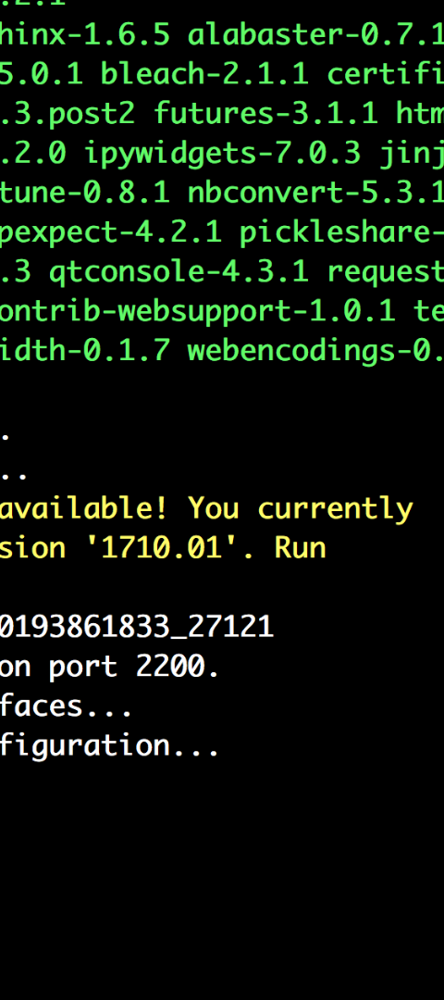 .2.1
hinx-1.6.5 alabaster-0.7.1
5.0.1 bleach-2.1.1 certifi
.3.post2 futures-3.1.1 htm
.2.0 ipywidgets-7.0.3 jinj
tune-0.8.1 nbconvert-5.3.1
pexpect-4.2.1 pickleshare-
.3 qtconsole-4.3.1 request
ontrib-websupport-1.0.1 te
idth-0.1.7 webencodings-0.
.
..
available! You currently
sion '1710.01'. Run
0193861833_27121
on port 2200.
faces...
figuration...